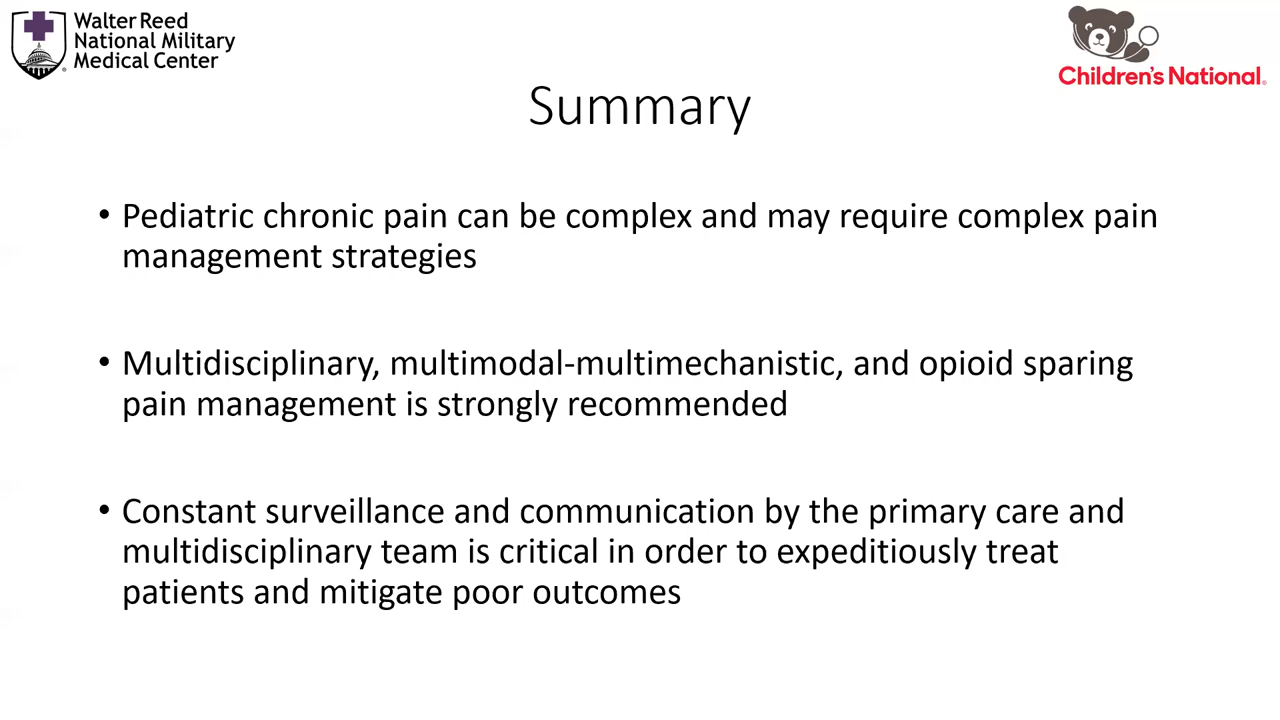 Walter Reed
National Military
Medical Center
Children's National®
Summary
• Pediatric chronic pain can be complex and may require complex pain
management strategies
• Multidisciplinary, multimodal-multimechanistic, and opioid sparing
pain management is strongly recommended
• Constant surveillance and communication by the primary care and
multidisciplinary team is critical in order to expeditiously treat
patients and mitigate poor outcomes